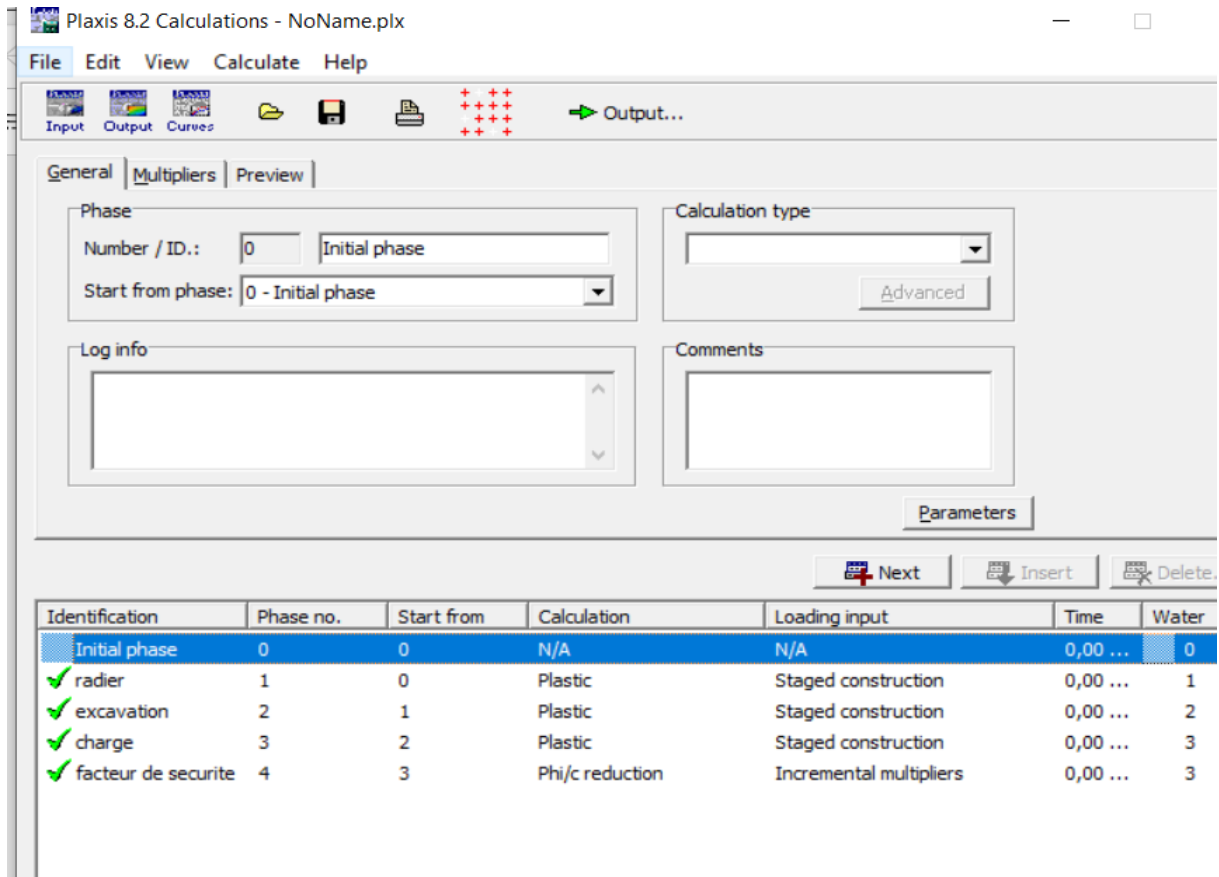 Plaxis 8.2 Calculations - NoName.plx
File Edit View Calculate Help
Input Output Curves Output...
General Multipliers Preview
Phase Calculation type
Number / ID.: 0 Initial phase
Start from phase: 0 - Initial phase Advanced
Log info Comments
Parameters
Next Insert Delete.
Identification Phase no. Start from Calculation Loading input Time Water
Initial phase 0 0 N/A N/A 0,00 ... 0
radier 1 0 Plastic Staged construction 0,00 ... 1
excavation 2 1 Plastic Staged construction 0,00 ... 2
charge 3 2 Plastic Staged construction 0,00 ... 3
facteur de securite 4 3 Phi/c reduction Incremental multipliers 0,00 ... 3